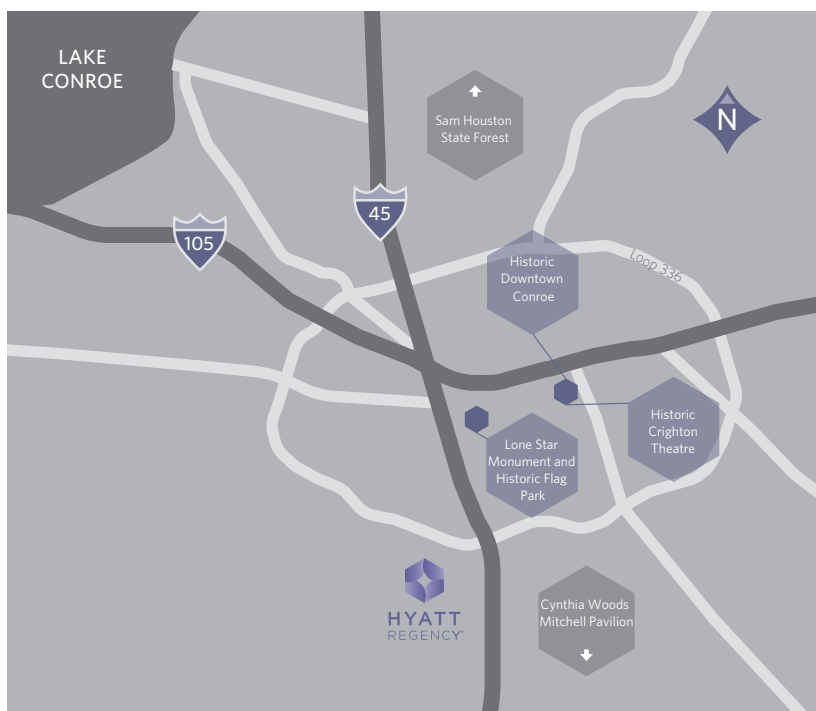 LAKE
CONROE
Sam Houston
State Forest
N
45
105
Loop 336
Historic
Downtown
Conroe
Historic
Crighton
Theatre
Lone Star
Monument and
Historic Flag
Park
HYATT
REGENCY
Cynthia Woods
Mitchell Pavilion